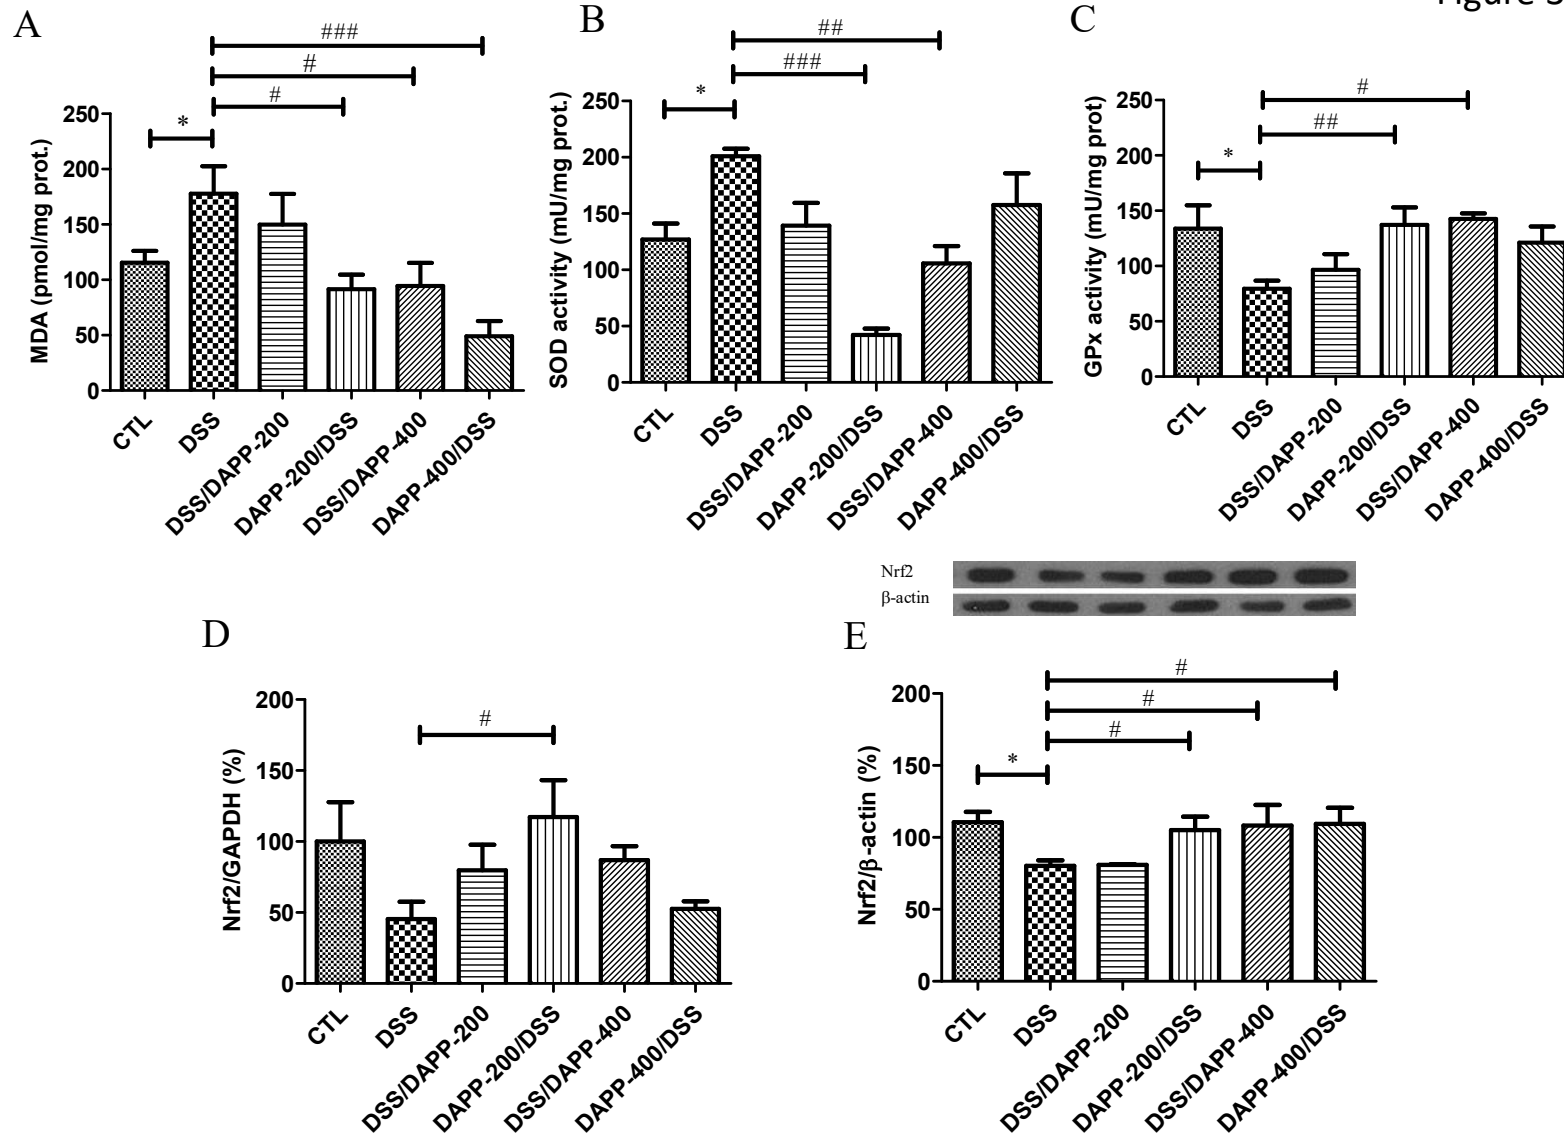 Figure
A
###
#
#
*
MDA (pmol/mg prot.)
250
200
150
100
50
0
CTL
DSS
DSS/DAPP-200
DAPP-200/DSS
DSS/DAPP-400
DAPP-400/DSS
B
##
###
*
SOD activity (mU/mg prot.)
250
200
150
100
50
0
CTL
DSS
DSS/DAPP-200
DAPP-200/DSS
DSS/DAPP-400
DAPP-400/DSS
C
#
##
*
GPx activity (mU/mg prot)
250
200
150
100
50
0
CTL
DSS
DSS/DAPP-200
DAPP-200/DSS
DSS/DAPP-400
DAPP-400/DSS
D
#
Nrf2/GAPDH (%)
200
150
100
50
0
CTL
DSS
DSS/DAPP-200
DAPP-200/DSS
DSS/DAPP-400
DAPP-400/DSS
Nrf2
β-actin
E
#
#
#
*
Nrf2/β-actin (%)
200
150
100
50
0
CTL
DSS
DSS/DAPP-200
DAPP-200/DSS
DSS/DAPP-400
DAPP-400/DSS